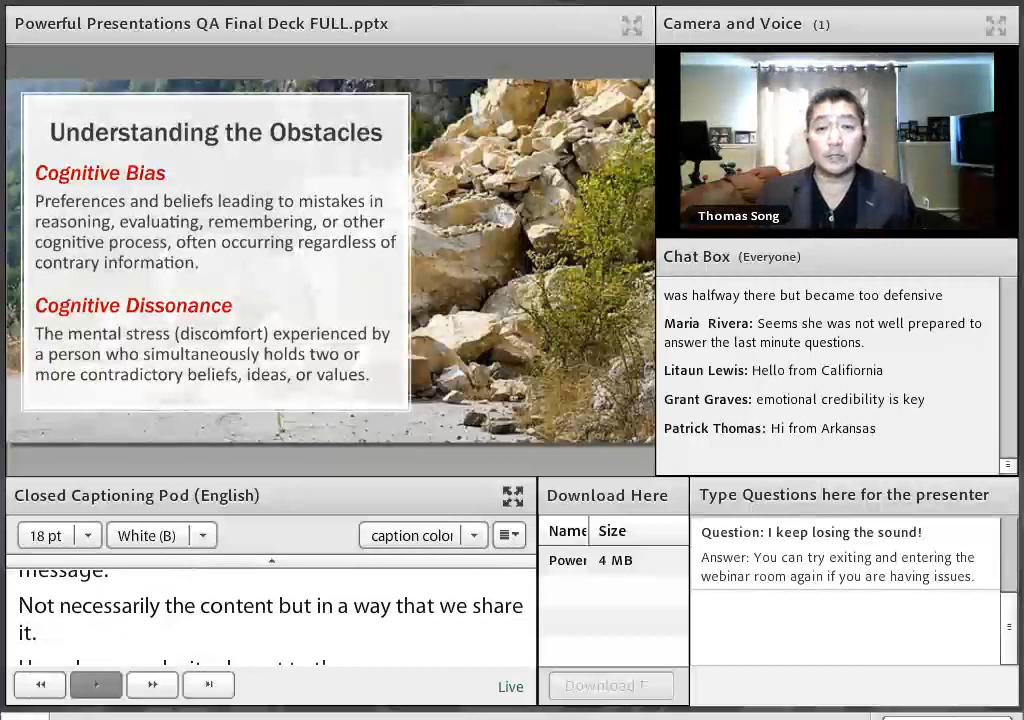 Powerful Presentations QA Final Deck FULL.pptx
Understanding the Obstacles
Cognitive Bias
Preferences and beliefs leading to mistakes in
reasoning, evaluating, remembering, or other
cognitive process, often occurring regardless of
contrary information.
Cognitive Dissonance
The mental stress (discomfort) experienced by
a person who simultaneously holds two or
more contradictory beliefs, ideas, or values.
Camera and Voice (1)
Thomas Song
Chat Box (Everyone)
was halfway there but became too defensive
Maria Rivera: Seems she was not well prepared to
answer the last minute questions.
Litaun Lewis: Hello from Califiornia
Grant Graves: emotional credibility is key
Patrick Thomas: Hi from Arkansas
Closed Captioning Pod (English)
18 pt
White (B)
caption color
message.
Not necessarily the content but in a way that we share
it.
Live
Download Here
Name Size
Power 4 MB
Download F
Type Questions here for the presenter
Question: I keep losing the sound!
Answer: You can try exiting and entering the
webinar room again if you are having issues.